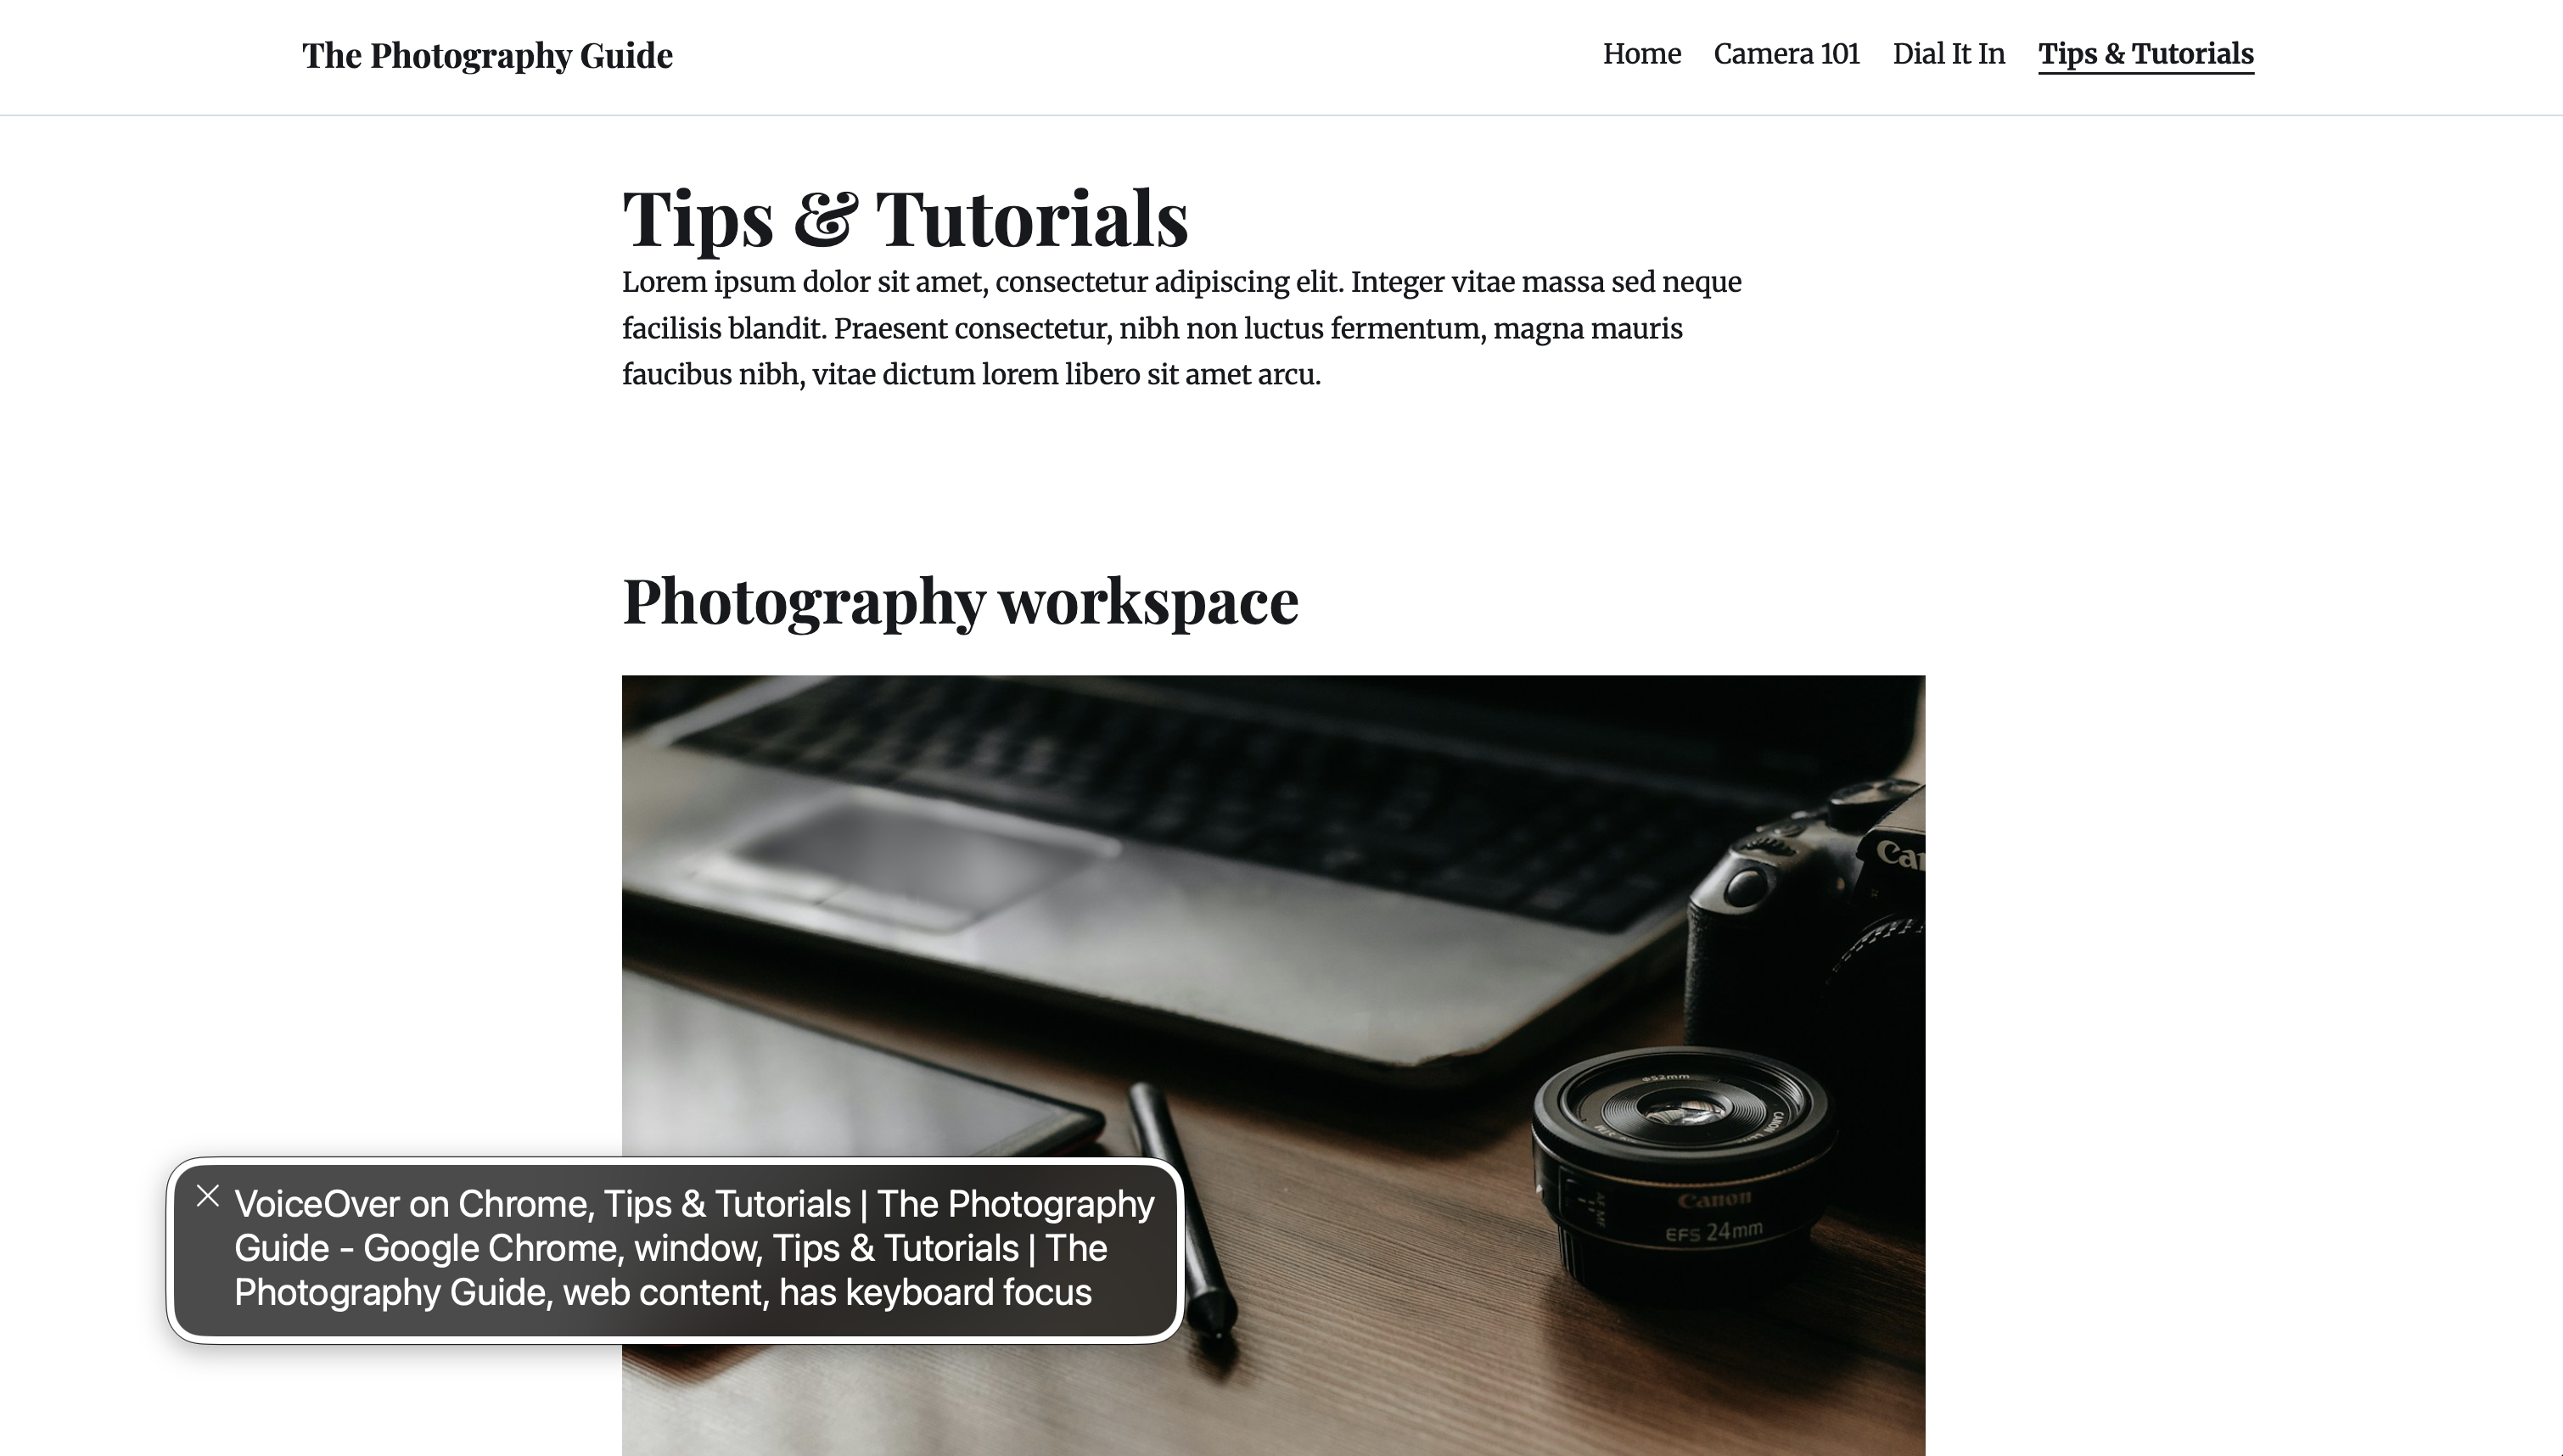 The Photography Guide
Home Camera 101 Dial It In Tips & Tutorials
Tips & Tutorials
Lorem ipsum dolor sit amet, consectetur adipiscing elit. Integer vitae massa sed neque
facilisis blandit. Praesent consectetur, nibh non luctus fermentum, magna mauris
faucibus nibh, vitae dictum lorem libero sit amet arcu.
Photography workspace
Ø52mm
Canon
EFS 24mm
VoiceOver on Chrome, Tips & Tutorials | The Photography
Guide - Google Chrome, window, Tips & Tutorials | The
Photography Guide, web content, has keyboard focus